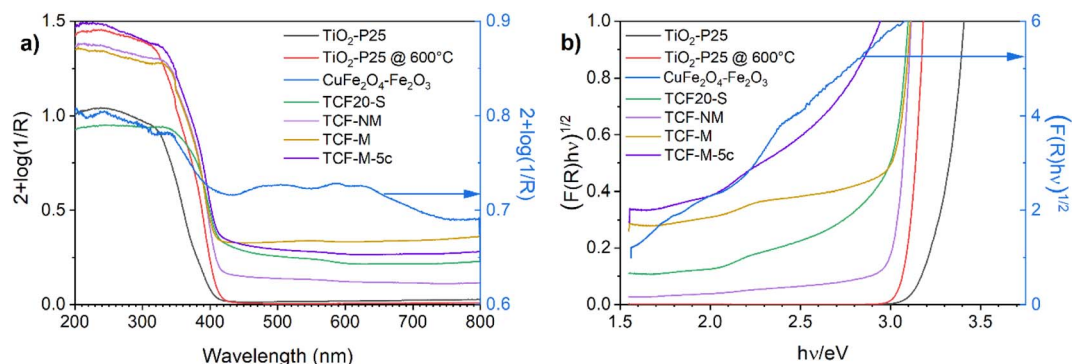 a)
2+log(1/R)
1.5
1.0
0.5
0.0
TiO₂-P25
TiO₂-P25 @ 600°C
CuFe₂O₄-Fe₂O₃
TCF20-S
TCF-NM
TCF-M
TCF-M-5c
0.9
0.8
0.7
0.6
2+log(1/R)
200 300 400 500 600 700 800
Wavelength (nm)
b)
(F(R)hν)^1/2
1.0
0.8
0.6
0.4
0.2
0.0
TiO₂-P25
TiO₂-P25 @ 600°C
CuFe₂O₄-Fe₂O₃
TCF20-S
TCF-NM
TCF-M
TCF-M-5c
6
4
2
0
(F(R)hν)^1/2
1.5 2.0 2.5 3.0 3.5
hν/eV